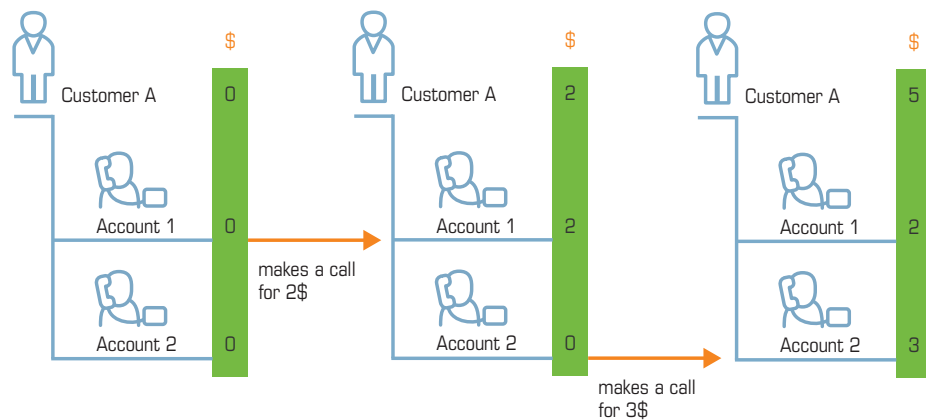 $
Customer A
0
Account 1
0
Account 2
0
makes a call
for 2$
$
Customer A
2
Account 1
2
Account 2
0
makes a call
for 3$
$
Customer A
5
Account 1
2
Account 2
3